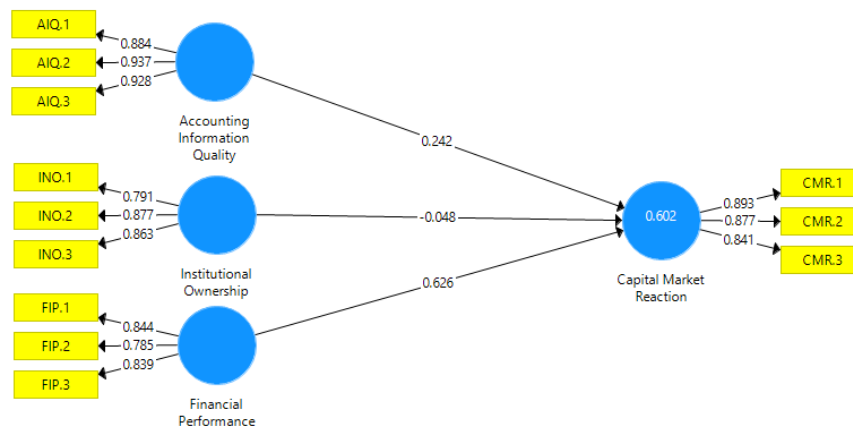 AIQ.1
0.884
AIQ.2
0.937
0.928
AIQ.3
Accounting
Information
Quality
0.242
INO.1
0.791
INO.2
0.877
0.863
INO.3
Institutional
Ownership
-0.048
FIP.1
0.844
FIP.2
0.785
0.839
FIP.3
Financial
Performance
0.626
0.602
Capital Market
Reaction
0.893
CMR.1
0.877
CMR.2
0.841
CMR.3